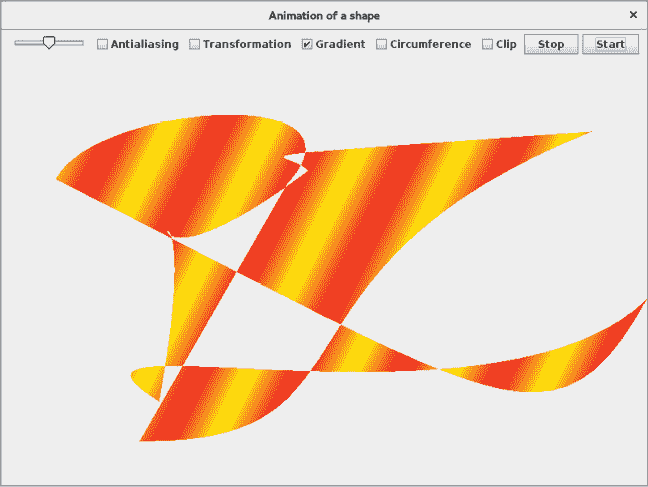 Animation of a shape
Antialiasing Transformation Gradient Circumference Clip Stop Start